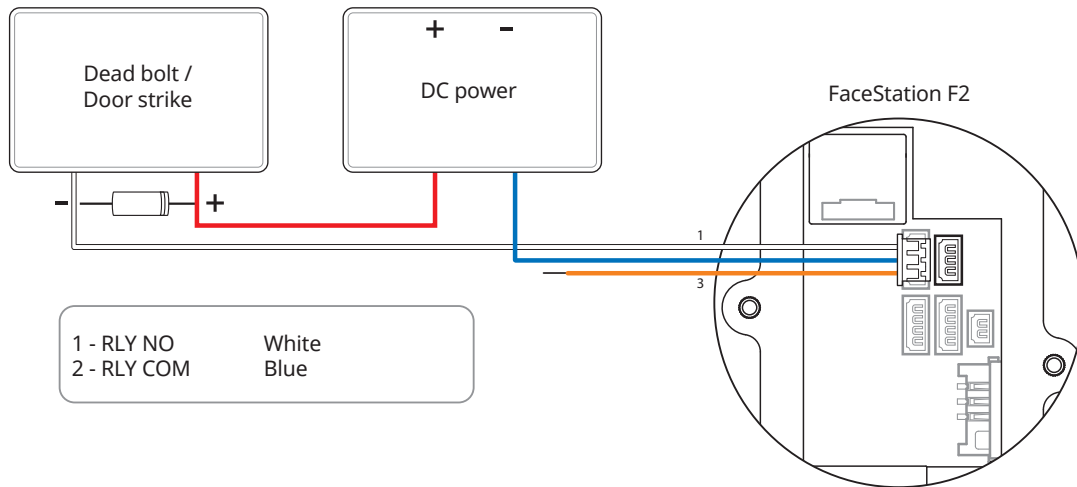 + -
Dead bolt /
Door strike
DC power
FaceStation F2
- +
1
3
1 - RLY NO White
2 - RLY COM Blue